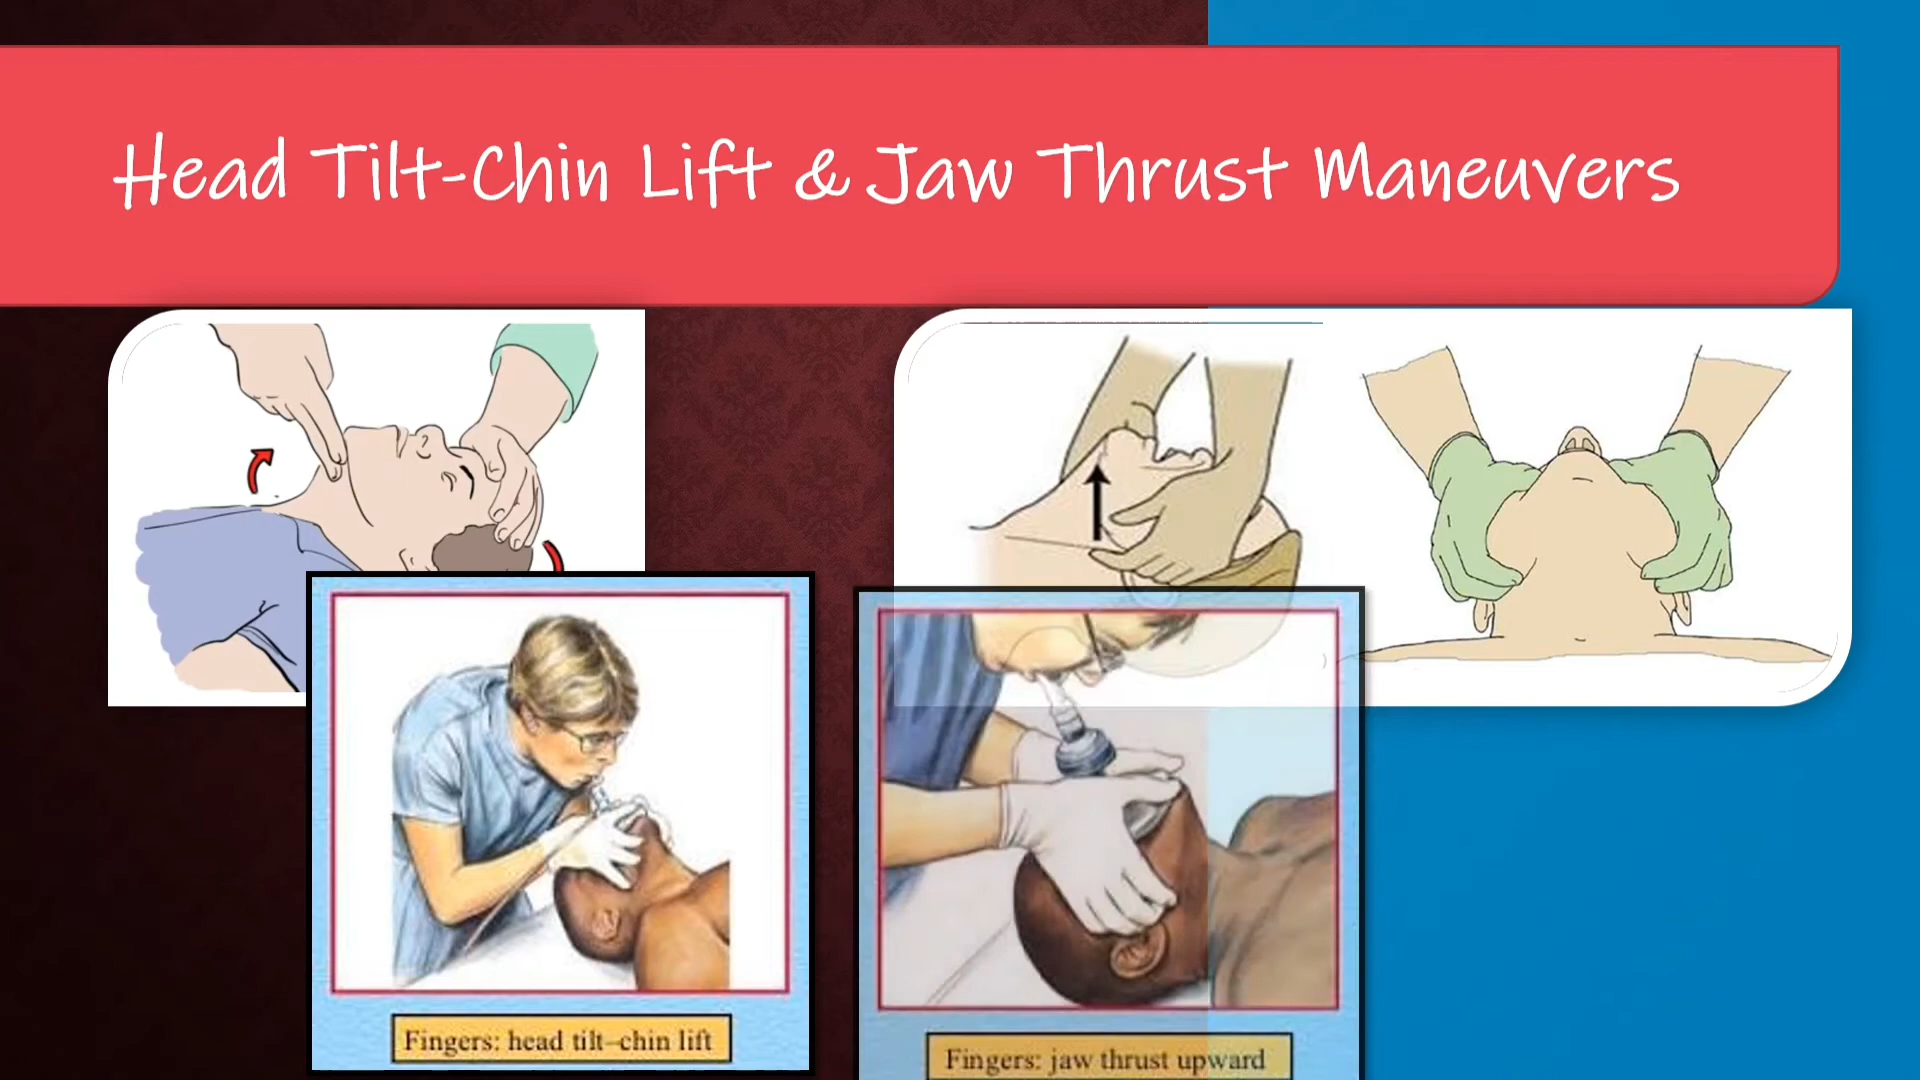 Head Tilt-Chin Lift & Jaw Thrust Maneuvers
Fingers: head tilt–chin lift
Fingers: jaw thrust upward